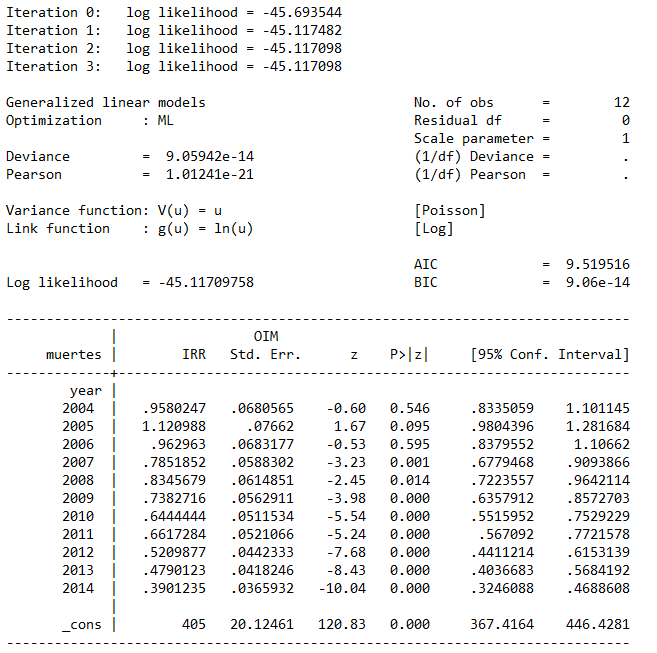 Iteration 0:   log likelihood = -45.693544
Iteration 1:   log likelihood = -45.117482
Iteration 2:   log likelihood = -45.117098
Iteration 3:   log likelihood = -45.117098
Generalized linear models                          No. of obs      =        12
Optimization     : ML                              Residual df     =         0
                                                   Scale parameter =         1
Deviance         =  9.05942e-14                    (1/df) Deviance =         .
Pearson          =  1.01241e-21                    (1/df) Pearson  =         .
Variance function: V(u) = u                        [Poisson]
Link function    : g(u) = ln(u)                    [Log]
                                                   AIC             =  9.519516
Log likelihood   = -45.11709758                    BIC             =  9.06e-14
------------------------------------------------------------------------------
             |                 OIM
     muertes |        IRR   Std. Err.      z    P>|z|     [95% Conf. Interval]
-------------+----------------------------------------------------------------
        year |
       2004  |   .9580247   .0680565    -0.60   0.546     .8335059    1.101145
       2005  |   1.120988     .07662     1.67   0.095     .9804396    1.281684
       2006  |    .962963   .0683177    -0.53   0.595     .8379552     1.10662
       2007  |   .7851852   .0588302    -3.23   0.001     .6779468    .9093866
       2008  |   .8345679   .0614851    -2.45   0.014     .7223557    .9642114
       2009  |   .7382716   .0562911    -3.98   0.000     .6357912    .8572703
       2010  |   .6444444   .0511534    -5.54   0.000     .5515952    .7529229
       2011  |   .6617284   .0521066    -5.24   0.000      .567092    .7721578
       2012  |   .5209877   .0442333    -7.68   0.000     .4411214    .6153139
       2013  |   .4790123   .0418246    -8.43   0.000     .4036683    .5684192
       2014  |   .3901235   .0365932   -10.04   0.000     .3246088    .4688608
             |
       _cons |        405   20.12461   120.83   0.000     367.4164    446.4281
------------------------------------------------------------------------------